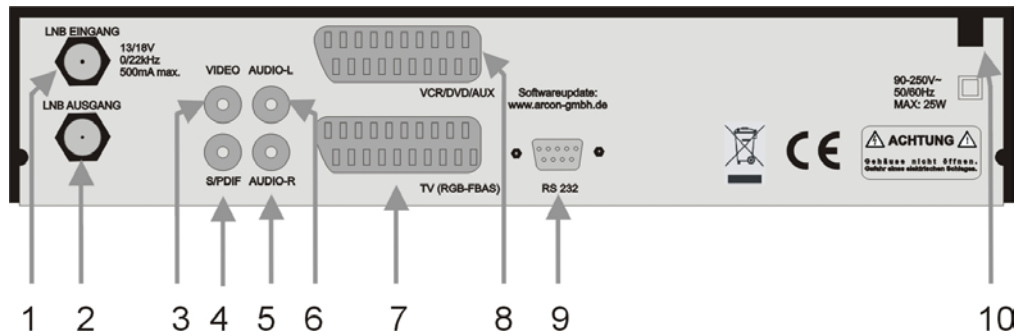 LNB EINGANG
13/18V
0/22kHz
500mA max.
LNB AUSGANG
VIDEO AUDIO-L
S/PDIF AUDIO-R
VCR/DVD/AUX
TV (RGB-FBAS)
Softwareupdate:
www.arcon-gmbh.de
RS 232
90-250V~
50/60Hz
MAX: 25W
CE
ACHTUNG
Gehäuse nicht öffnen.
Gefahr eines elektrischen Schlages.
1 2 3 4 5 6 7 8 9 10